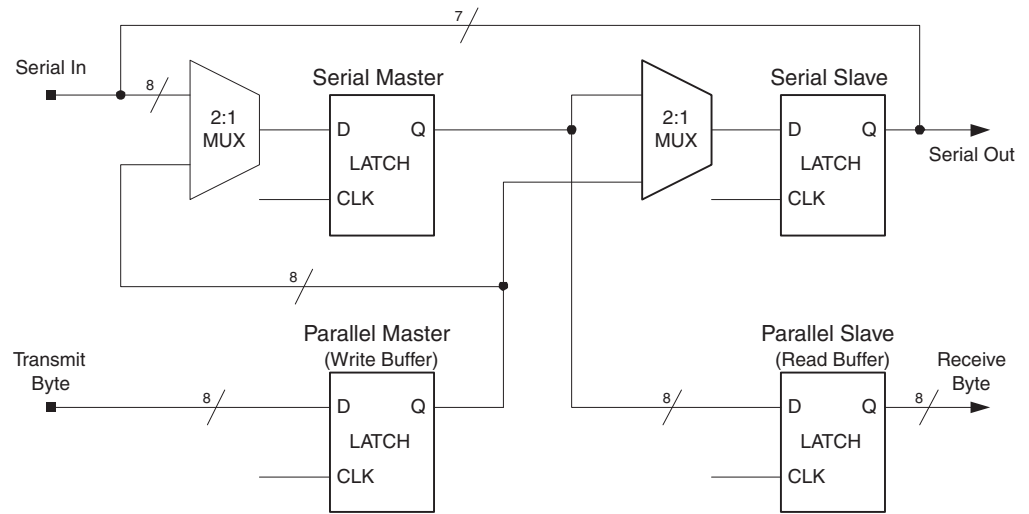 7
Serial In
8
2:1
MUX
Serial Master
D
Q
LATCH
CLK
2:1
MUX
Serial Slave
D
Q
LATCH
CLK
Serial Out
8
Transmit
Byte
8
Parallel Master
(Write Buffer)
D
Q
LATCH
CLK
8
Parallel Slave
(Read Buffer)
D
Q
LATCH
CLK
8
Receive
Byte